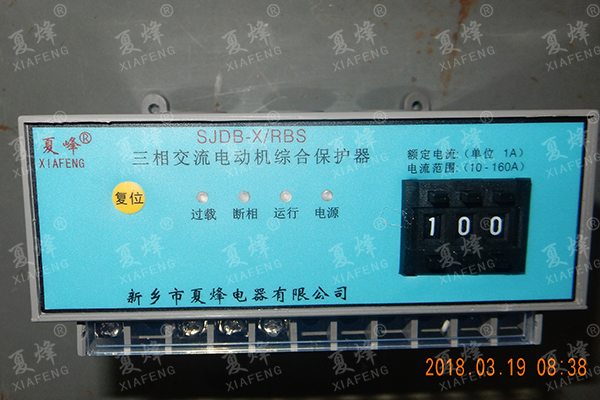 夏烽®
XIAFENG
SJDB-X/RBS
三相交流电动机综合保护器
额定电流:(单位 1A)
电流范围:(10-160A)
复位
过载 断相 运行 电源
100
新乡市夏烽电器有限公司
2018.03.19 08:38